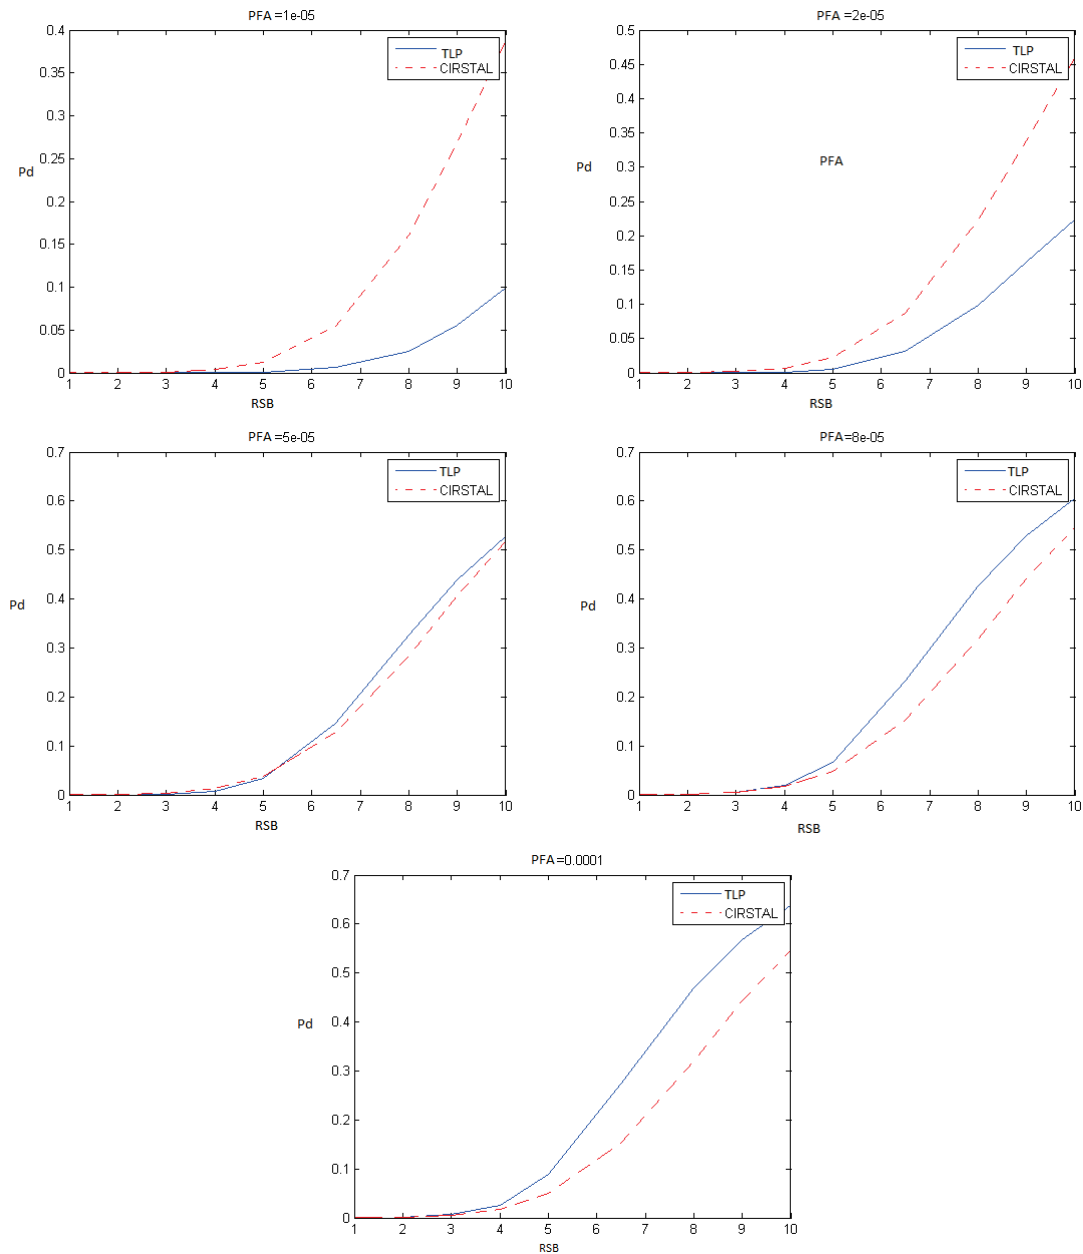 PFA =1e-05
0.4
0.35
0.3
0.25
0.2
0.15
0.1
0.05
0
Pd
TLP
CIRSTAL
1 2 3 4 5 6 7 8 9 10
RSB
PFA =2e-05
0.5
0.45
0.4
0.35
0.3
0.25
0.2
0.15
0.1
0.05
0
Pd
TLP
CIRSTAL
PFA
1 2 3 4 5 6 7 8 9 10
RSB
PFA =5e-05
0.7
0.6
0.5
0.4
0.3
0.2
0.1
0
Pd
TLP
CIRSTAL
1 2 3 4 5 6 7 8 9 10
RSB
PFA=8e-05
0.7
0.6
0.5
0.4
0.3
0.2
0.1
0
Pd
TLP
CIRSTAL
1 2 3 4 5 6 7 8 9 10
RSB
PFA =0.0001
0.7
0.6
0.5
0.4
0.3
0.2
0.1
0
Pd
TLP
CIRSTAL
1 2 3 4 5 6 7 8 9 10
RSB